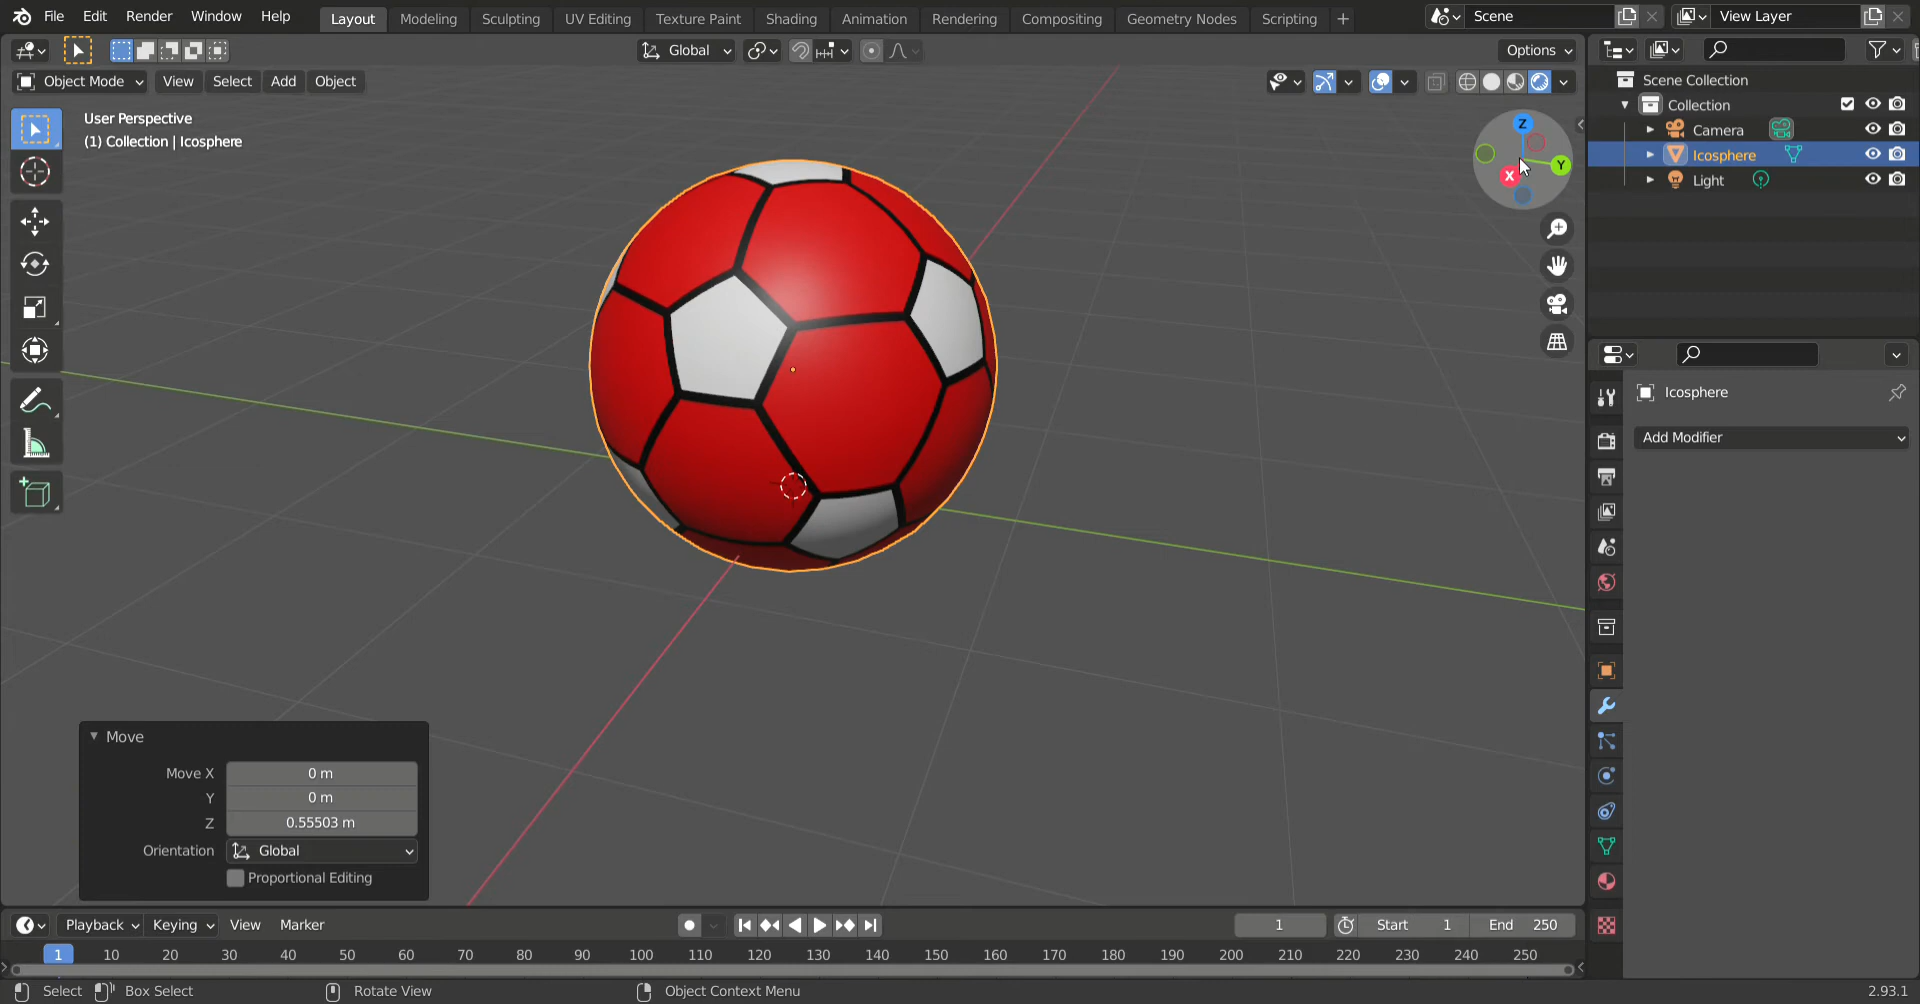 File Edit Render Window Help Layout Modeling Sculpting UV Editing Texture Paint Shading Animation Rendering Compositing Geometry Nodes Scripting + Scene View Layer
Global Options
Object Mode View Select Add Object
User Perspective
(1) Collection | Icosphere
Z
Y
X
Scene Collection
Collection
Camera
Icosphere
Light
Icosphere
Add Modifier
Move
Move X 0 m
Y 0 m
Z 0.55503 m
Orientation Global
Proportional Editing
Playback Keying View Marker 1 Start 1 End 250
1 10 20 30 40 50 60 70 80 90 100 110 120 130 140 150 160 170 180 190 200 210 220 230 240 250
Select Box Select Rotate View Object Context Menu 2.93.1